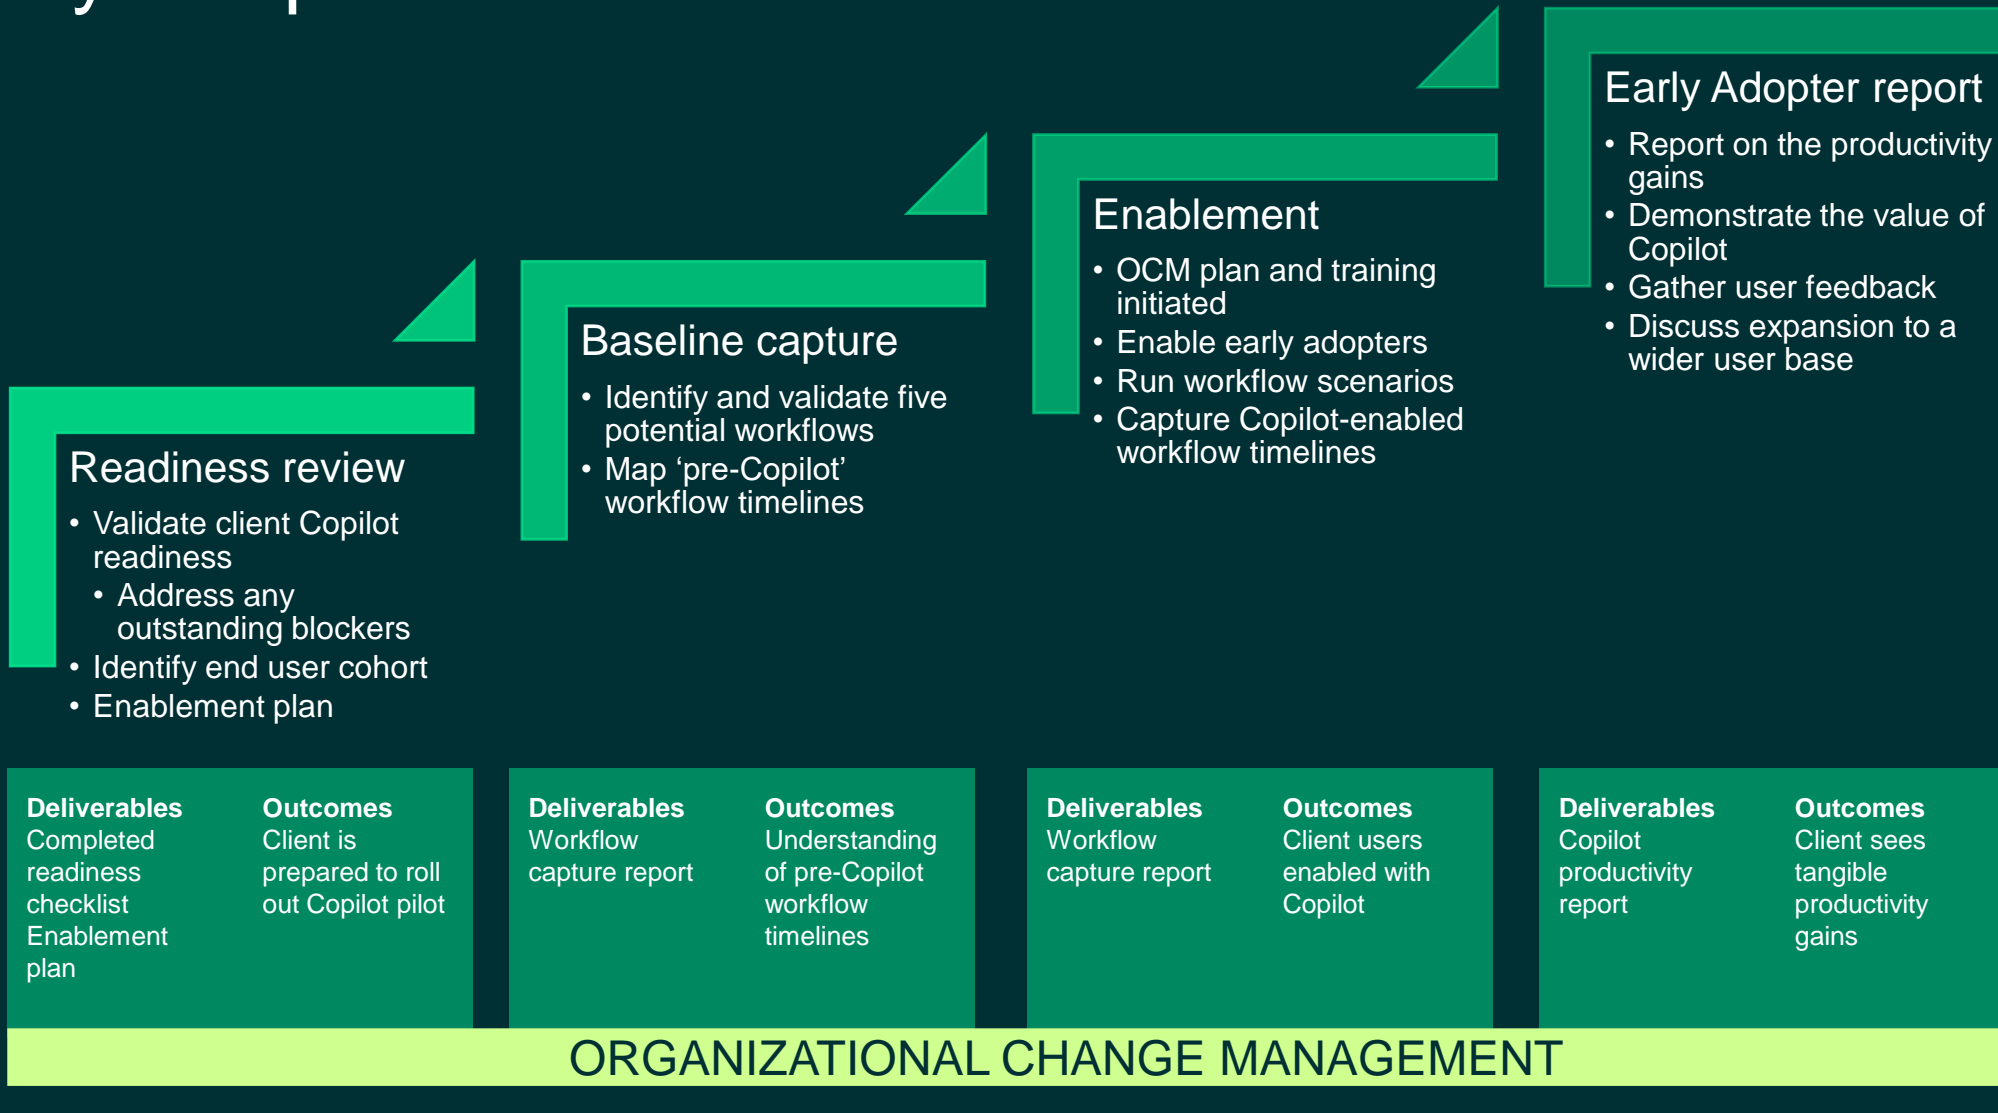 Readiness review
• Validate client Copilot
readiness
• Address any
outstanding blockers
• Identify end user cohort
• Enablement plan
Baseline capture
• Identify and validate five
potential workflows
• Map ‘pre-Copilot’
workflow timelines
Enablement
• OCM plan and training
initiated
• Enable early adopters
• Run workflow scenarios
• Capture Copilot-enabled
workflow timelines
Early Adopter report
• Report on the productivity
gains
• Demonstrate the value of
Copilot
• Gather user feedback
• Discuss expansion to a
wider user base
Deliverables
Completed
readiness
checklist
Enablement
plan
Outcomes
Client is
prepared to roll
out Copilot pilot
Deliverables
Workflow
capture report
Outcomes
Understanding
of pre-Copilot
workflow
timelines
Deliverables
Workflow
capture report
Outcomes
Client users
enabled with
Copilot
Deliverables
Copilot
productivity
report
Outcomes
Client sees
tangible
productivity
gains
ORGANIZATIONAL CHANGE MANAGEMENT